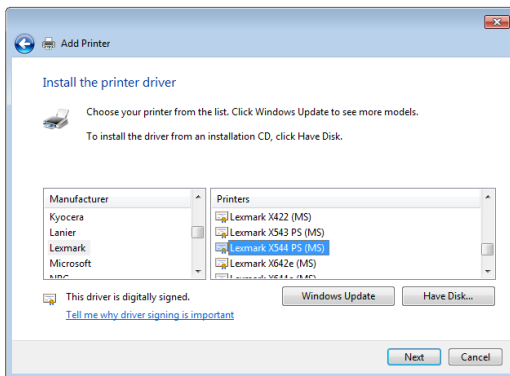 Add Printer
Install the printer driver
Choose your printer from the list. Click Windows Update to see more models.
To install the driver from an installation CD, click Have Disk.
Manufacturer
Kyocera
Lanier
Lexmark
Microsoft
Printers
Lexmark X422 (MS)
Lexmark X543 PS (MS)
Lexmark X544 PS (MS)
Lexmark X642e (MS)
This driver is digitally signed.
Tell me why driver signing is important
Windows Update
Have Disk...
Next
Cancel